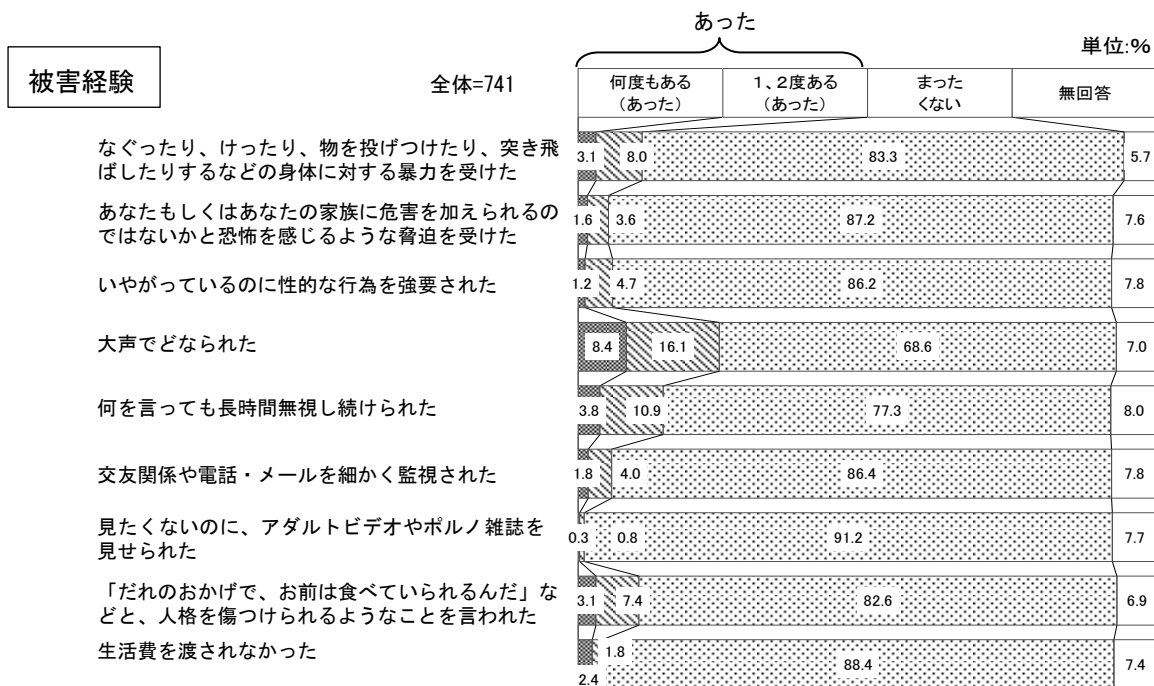 あった
単位:%
被害経験
全体=741
何度もある
（あった）
1、2度ある
（あった）
まった
くない
無回答
なぐったり、けったり、物を投げつけたり、突き飛
ばしたりするなどの身体に対する暴力を受けた
3.1 8.0 83.3 5.7
あなたもしくはあなたの家族に危害を加えられるの
ではないかと恐怖を感じるような脅迫を受けた
1.6 3.6 87.2 7.6
いやがっているのに性的な行為を強要された
1.2 4.7 86.2 7.8
大声でどなられた
8.4 16.1 68.6 7.0
何を言っても長時間無視し続けられた
3.8 10.9 77.3 8.0
交友関係や電話・メールを細かく監視された
1.8 4.0 86.4 7.8
見たくないのに、アダルトビデオやポルノ雑誌を
見せられた
0.3 0.8 91.2 7.7
「だれのおかげで、お前は食べていられるんだ」な
どと、人格を傷つけられるようなことを言われた
3.1 7.4 82.6 6.9
生活費を渡されなかった
2.4 1.8 88.4 7.4